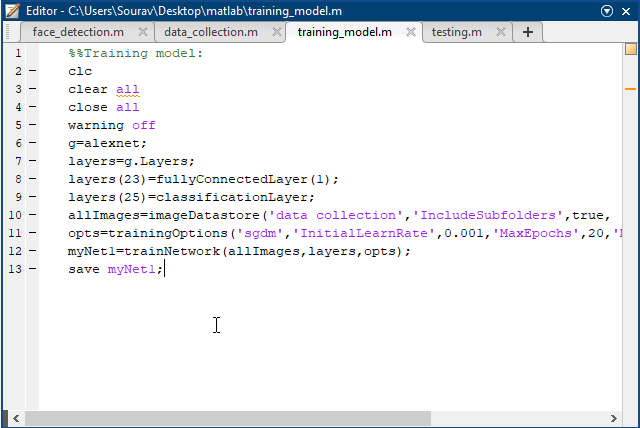 Editor - C:\Users\Sourav\Desktop\matlab\training_model.m
face_detection.m data_collection.m training_model.m testing.m
1 %%Training model:
2 clc
3 clear all
4 close all
5 warning off
6 g=alexnet;
7 layers=g.Layers;
8 layers(23)=fullyConnectedLayer(1);
9 layers(25)=classificationLayer;
10 allImages=imageDatastore('data collection','IncludeSubfolders',true,
11 opts=trainingOptions('sgdm','InitialLearnRate',0.001,'MaxEpochs',20,'
12 myNet1=trainNetwork(allImages,layers,opts);
13 save myNet1;